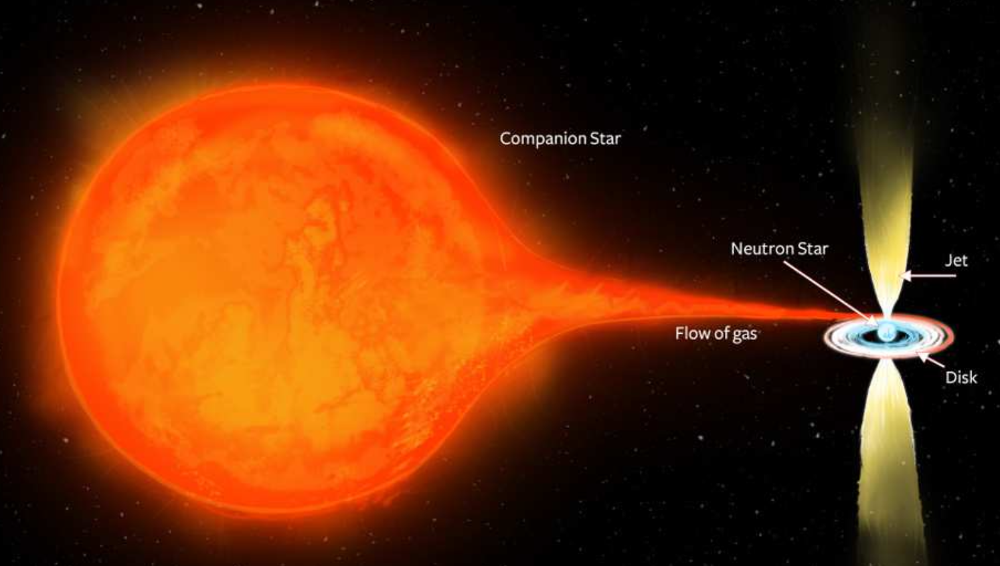 Companion Star
Neutron Star
Jet
Flow of gas
Disk